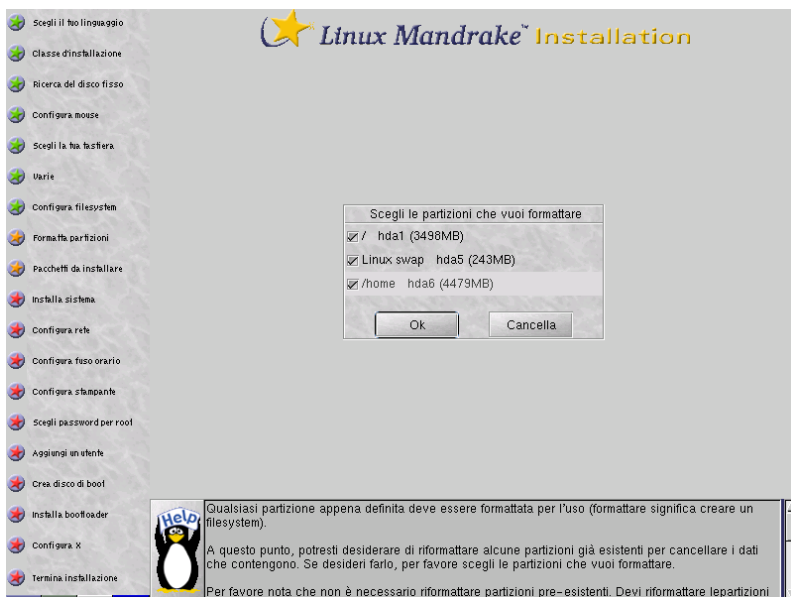 Linux Mandrake™ Installation
Scegli il tuo linguaggio
Classe d'installazione
Ricerca del disco fisso
Configura mouse
Scegli la tua tastiera
Varie
Configura filesystem
Formatta partizioni
Pacchetti da installare
Installa sistema
Configura rete
Configura fuso orario
Configura stampante
Scegli password per root
Aggiungi un utente
Crea disco di boot
Installa bootloader
Configura X
Termina installazione
Scegli le partizioni che vuoi formattare
/ hda1 (3498MB)
Linux swap hda5 (243MB)
/home hda6 (4479MB)
Ok
Cancella
Help
Qualsiasi partizione appena definita deve essere formattata per l'uso (formattare significa creare un
filesystem).
A questo punto, potresti desiderare di riformattare alcune partizioni già esistenti per cancellare i dati
che contengono. Se desideri farlo, per favore scegli le partizioni che vuoi formattare.
Per favore nota che non è necessario riformattare partizioni pre-esistenti. Devi riformattare lepartizioni